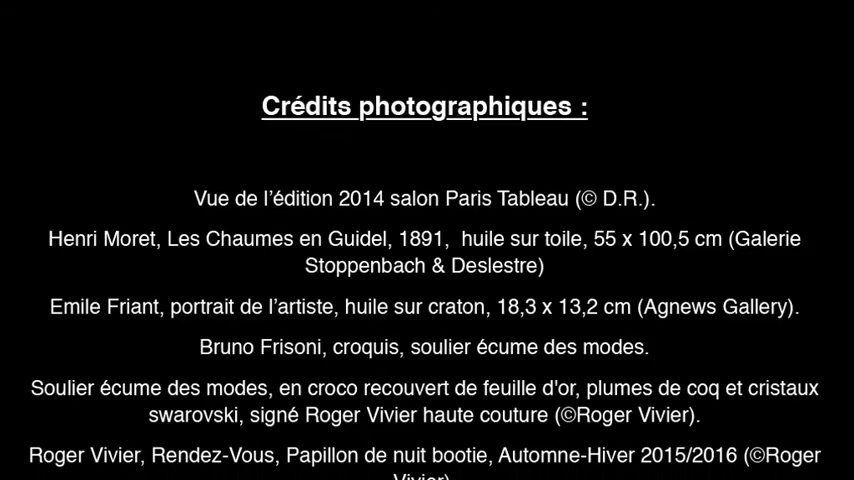 Crédits photographiques :
Vue de l’édition 2014 salon Paris Tableau (© D.R.).
Henri Moret, Les Chaumes en Guidel, 1891,  huile sur toile, 55 x 100,5 cm (Galerie
Stoppenbach & Deslestre)
Emile Friant, portrait de l’artiste, huile sur craton, 18,3 x 13,2 cm (Agnews Gallery).
Bruno Frisoni, croquis, soulier écume des modes.
Soulier écume des modes, en croco recouvert de feuille d'or, plumes de coq et cristaux
swarovski, signé Roger Vivier haute couture (©Roger Vivier).
Roger Vivier, Rendez-Vous, Papillon de nuit bootie, Automne-Hiver 2015/2016 (©Roger
Vivier)